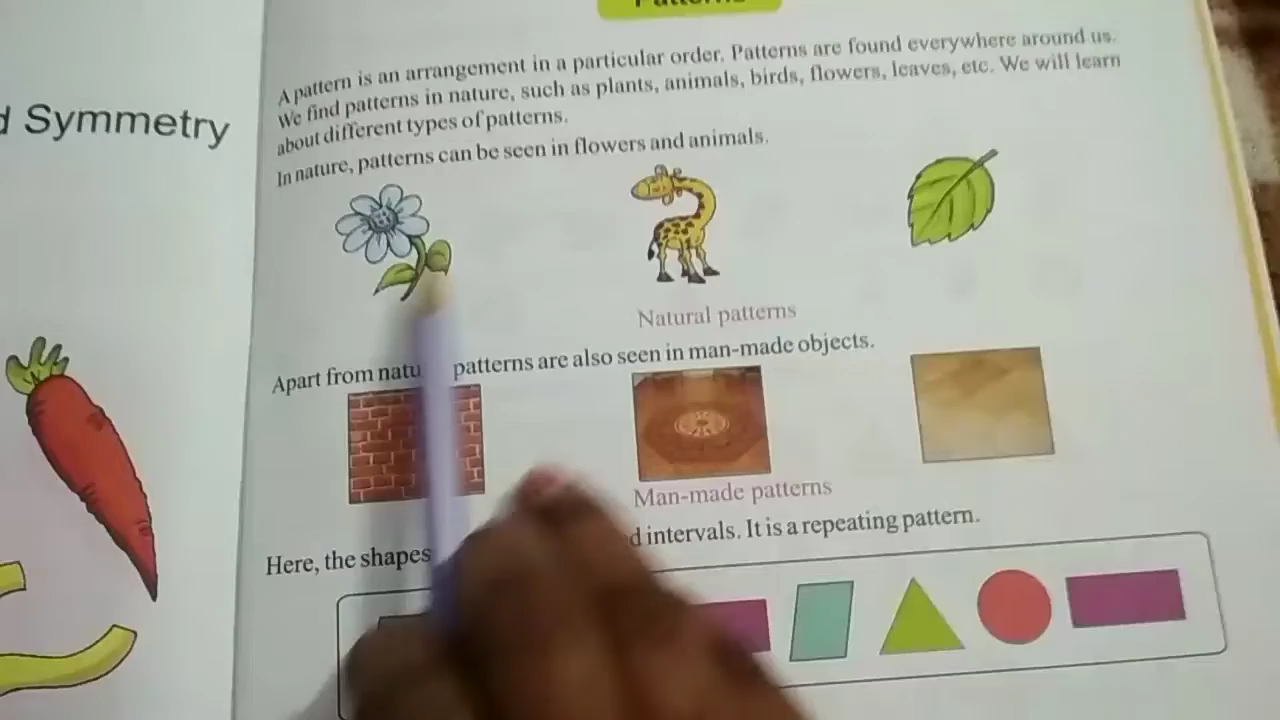 d Symmetry
Patterns
A pattern is an arrangement in a particular order. Patterns are found everywhere around us.
We find patterns in nature, such as plants, animals, birds, flowers, leaves, etc. We will learn
about different types of patterns.
In nature, patterns can be seen in flowers and animals.
Natural patterns
Apart from natu patterns are also seen in man-made objects.
Man-made patterns
Here, the shapes d intervals. It is a repeating pattern.